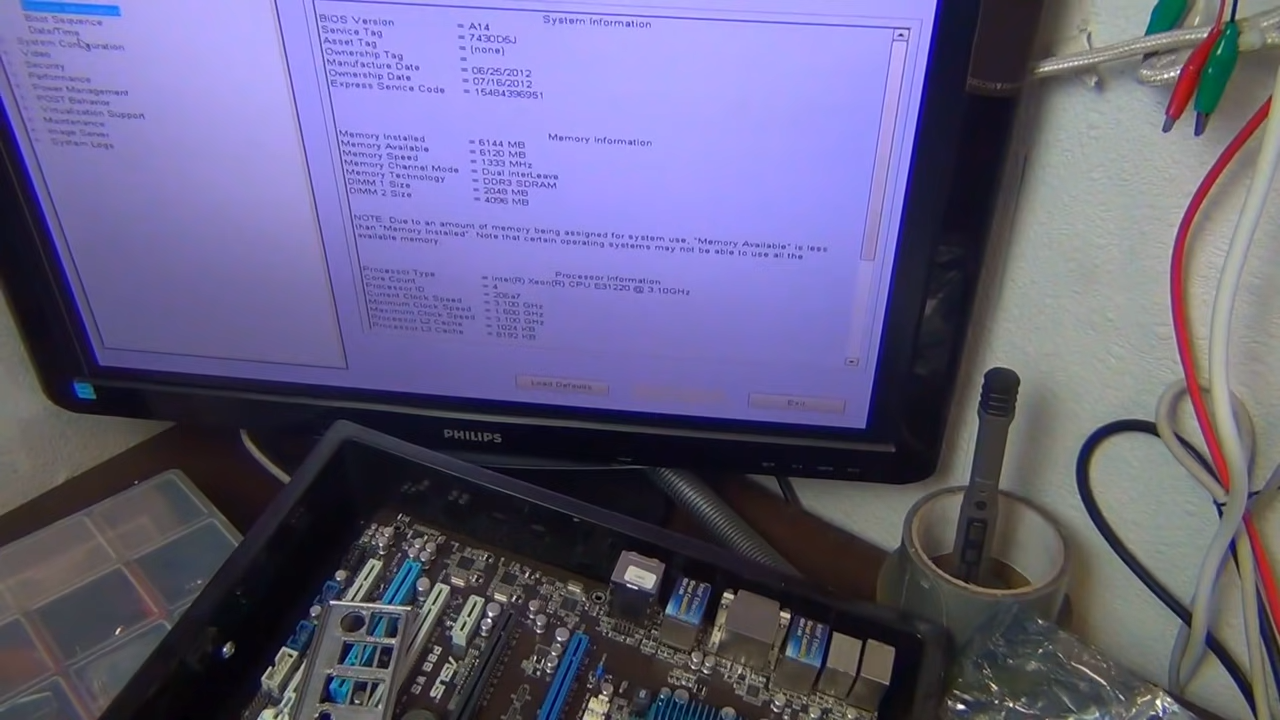 Boot Sequence
Date/Time
System Configuration
Video
Security
Performance
Power Management
POST Behavior
Virtualization Support
Maintenance
Image Server
System Logs
System Information
BIOS Version = A14
Service Tag = 7430D5J
Asset Tag = (none)
Ownership Tag =
Manufacture Date = 06/25/2012
Ownership Date = 07/16/2012
Express Service Code = 15484396951
Memory Information
Memory Installed = 6144 MB
Memory Available = 6120 MB
Memory Speed = 1333 MHz
Memory Channel Mode = Dual InterLeave
Memory Technology = DDR3 SDRAM
DIMM 1 Size = 2048 MB
DIMM 2 Size = 4096 MB
NOTE: Due to an amount of memory being assigned for system use, "Memory Available" is less
than "Memory Installed". Note that certain operating systems may not be able to use all the
available memory.
Processor Information
Processor Type = Intel(R) Xeon(R) CPU E31220 @ 3.10GHz
Core Count = 4
Processor ID = 206a7
Current Clock Speed = 3.100 GHz
Minimum Clock Speed = 1.600 GHz
Maximum Clock Speed = 3.100 GHz
Processor L2 Cache = 1024 KB
Processor L3 Cache = 8192 KB
Load Defaults
Exit
PHILIPS
ASUS
P8B WS